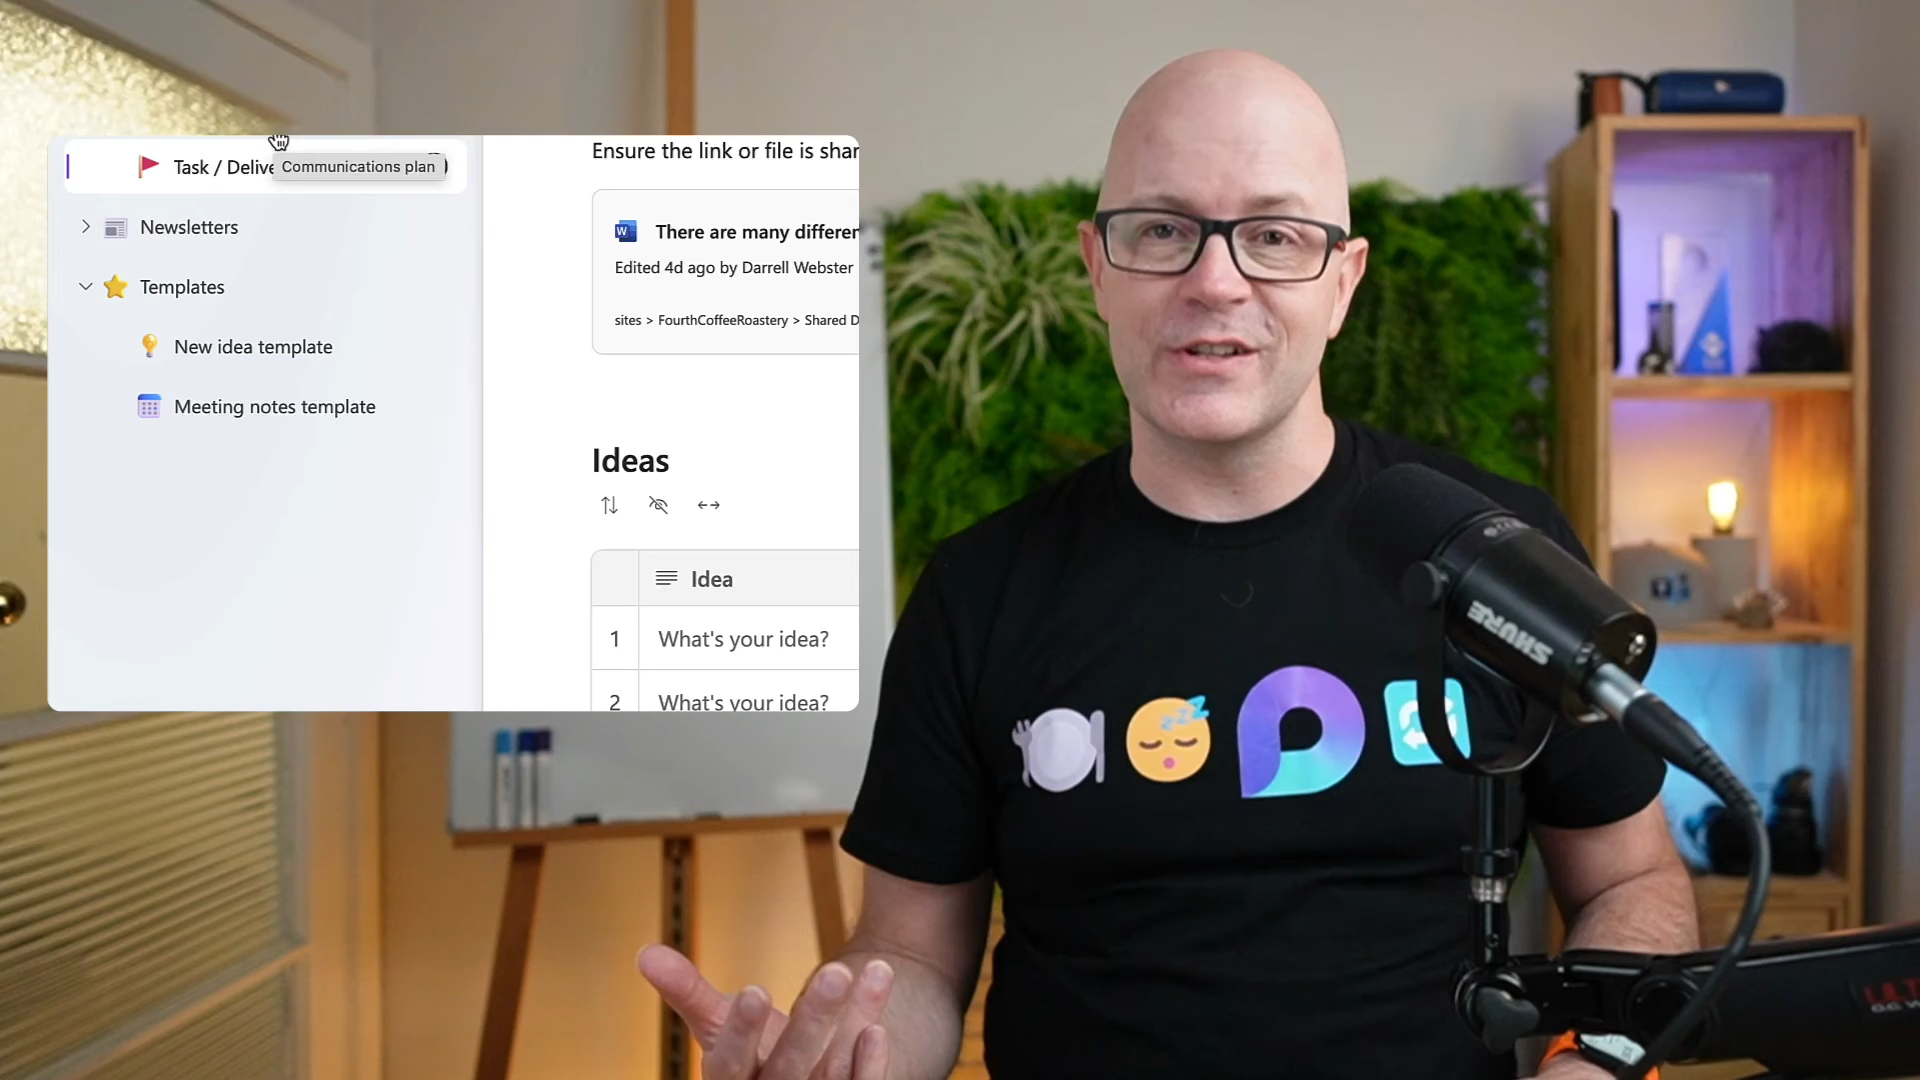 Task / Delive
Communications plan
Newsletters
Templates
New idea template
Meeting notes template
Ensure the link or file is shar
There are many differen
Edited 4d ago by Darrell Webster
sites > FourthCoffeeRoastery > Shared D
Ideas
Idea
1 What's your idea?
2 What's your idea?
SHURE